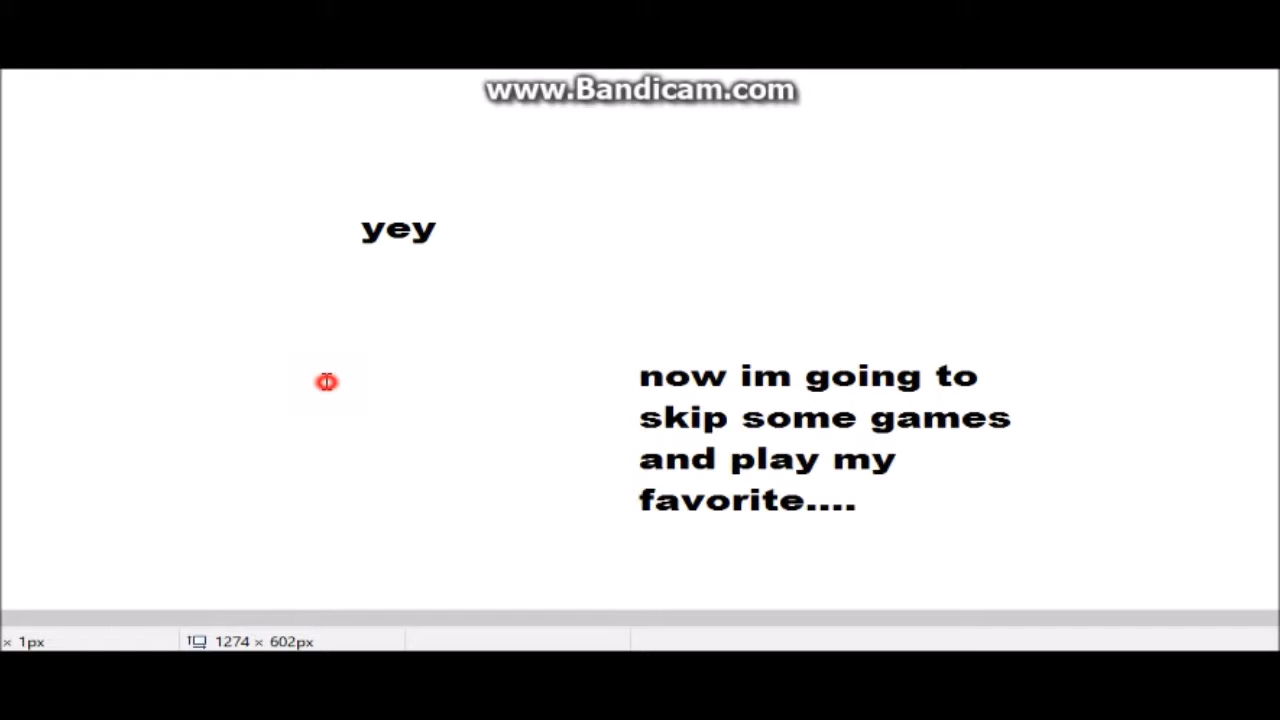 www.Bandicam.com
yey
now im going to
skip some games
and play my
favorite....
× 1px
1274 × 602px